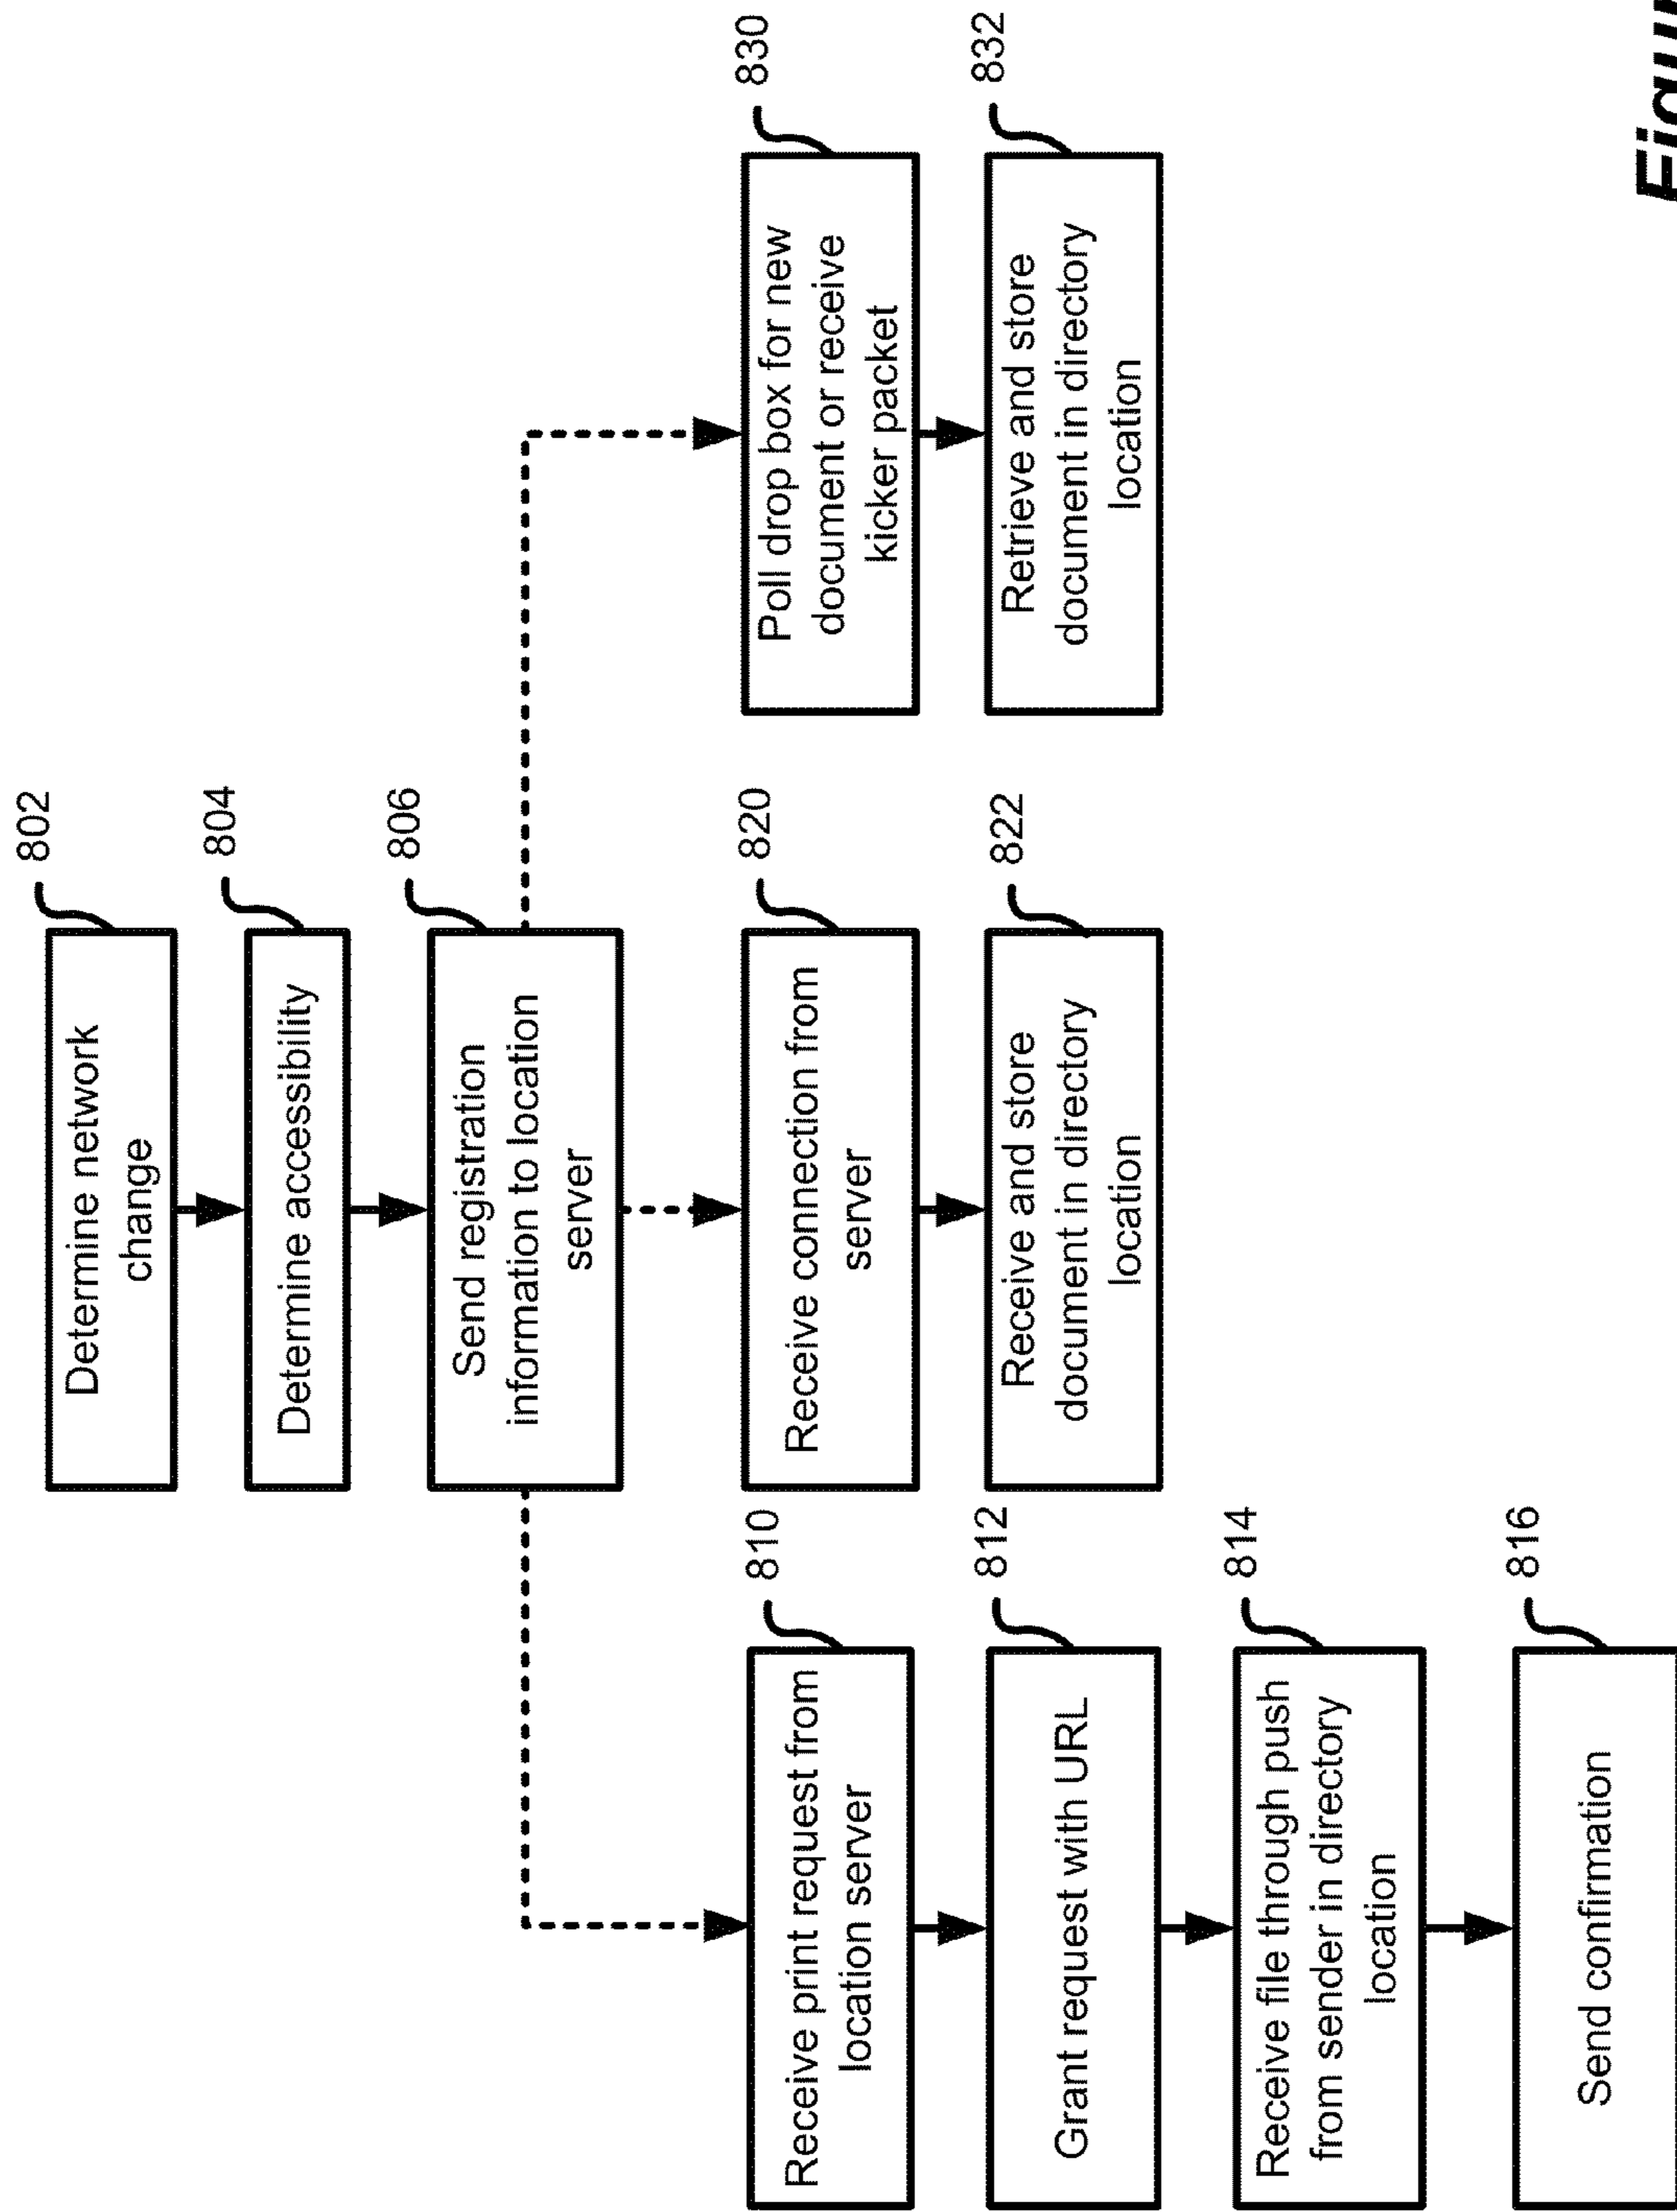 802
Determine network
change
804
Determine accessibility
806
Send registration
information to location
server
810
Receive print request from
location server
812
Grant request with URL
814
Receive file through push
from sender in directory
location
816
Send confirmation
820
Receive connection from
server
822
Receive and store
document in directory
location
830
Poll drop box for new
document or receive
kicker packet
832
Retrieve and store
document in directory
location